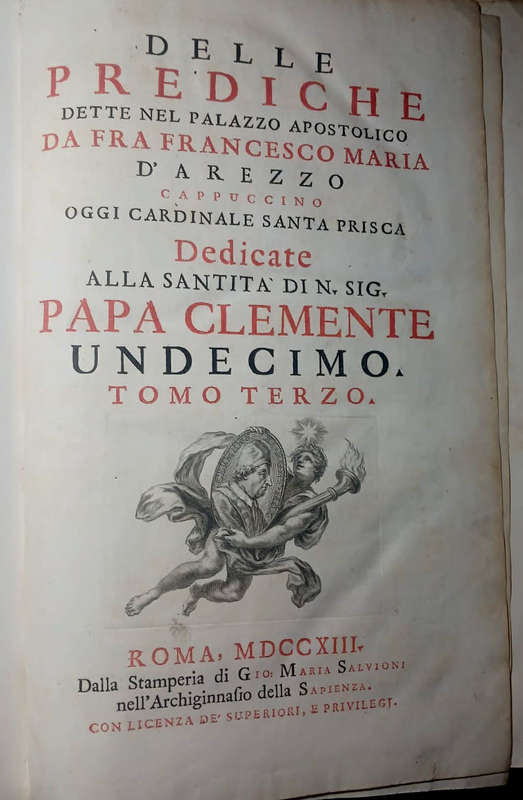 DELLE
PREDICHE
DETTE NEL PALAZZO APOSTOLICO
DA FRA FRANCESCO MARIA
D'AREZZO
CAPPUCCINO
OGGI CARDINALE SANTA PRISCA
Dedicate
ALLA SANTITA' DI N. SIG.
PAPA CLEMENTE
UNDECIMO.
TOMO TERZO.
ROMA, MDCCXIII.
Dalla Stamperia di GIO: MARIA SALVIONI
nell'Archiginnaſio della SAPIENZA.
CON LICENZA DE' SUPERIORI, E PRIVILEGJ.